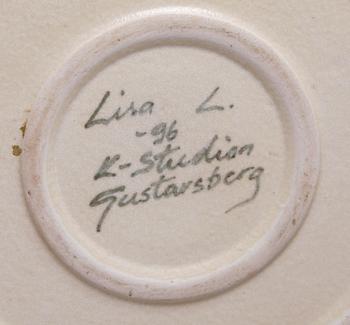 Lisa L.
-96
K-Studion
Gustavsberg